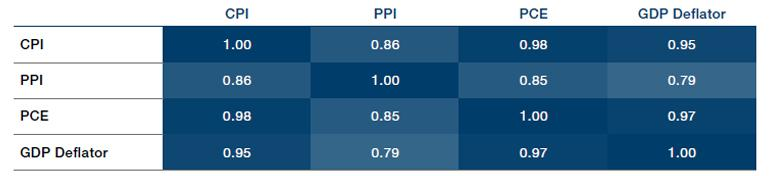 CPI PPI PCE GDP Deflator
CPI 1.00 0.86 0.98 0.95
PPI 0.86 1.00 0.85 0.79
PCE 0.98 0.85 1.00 0.97
GDP Deflator 0.95 0.79 0.97 1.00